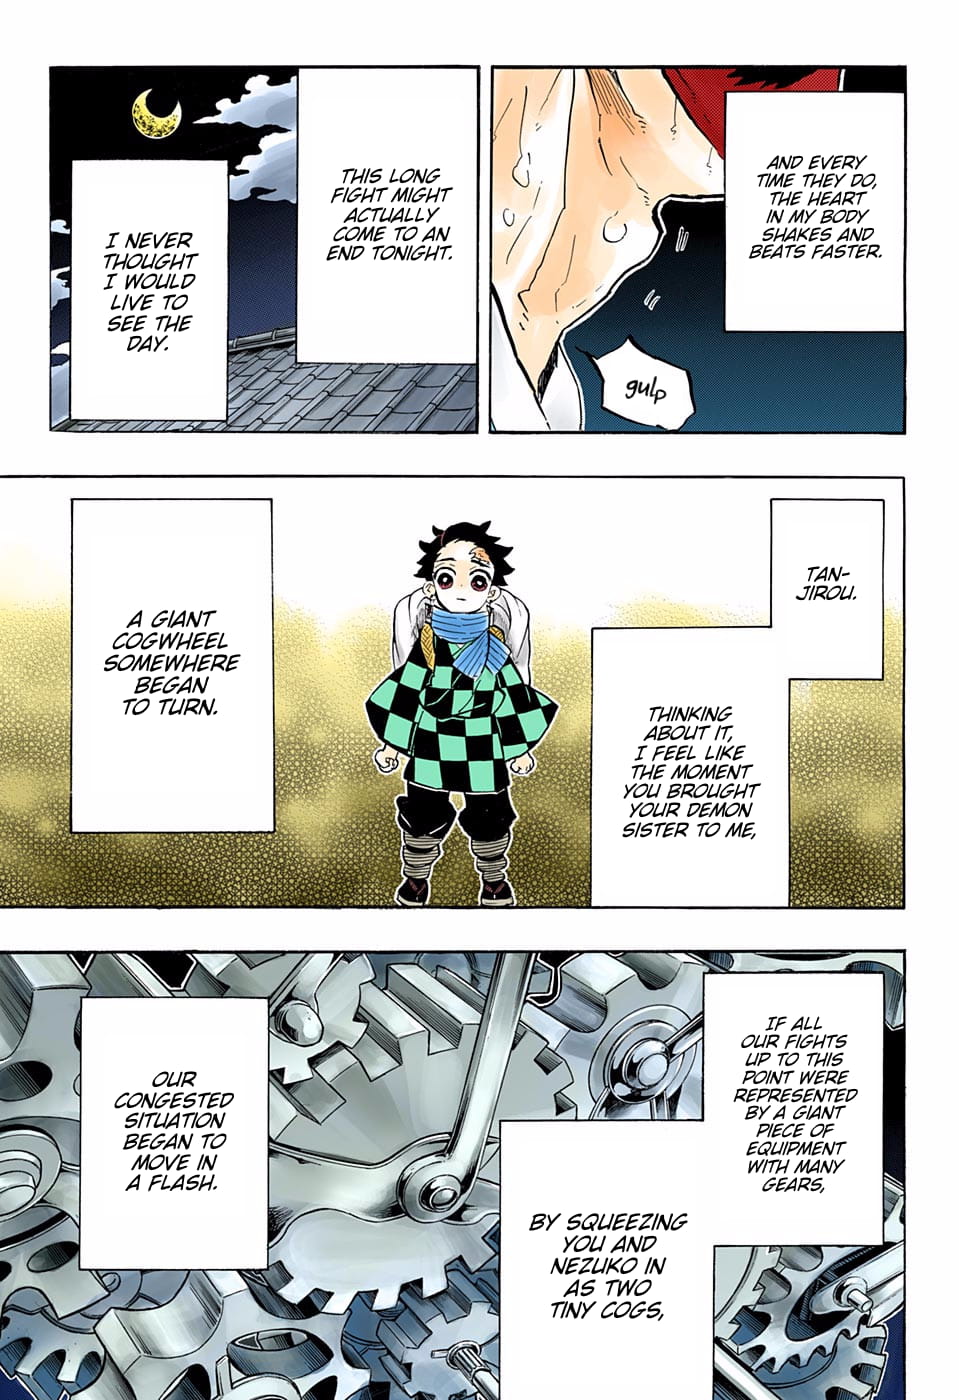 AND EVERY
TIME THEY DO,
THE HEART
IN MY BODY
SHAKES AND
BEATS FASTER.
gulp
THIS LONG
FIGHT MIGHT
ACTUALLY
COME TO AN
END TONIGHT.
I NEVER
THOUGHT
I WOULD
LIVE TO
SEE THE
DAY.
TAN-
JIROU.
THINKING
ABOUT IT,
I FEEL LIKE
THE MOMENT
YOU BROUGHT
YOUR DEMON
SISTER TO ME,
A GIANT
COGWHEEL
SOMEWHERE
BEGAN
TO TURN.
IF ALL
OUR FIGHTS
UP TO THIS
POINT WERE
REPRESENTED
BY A GIANT
PIECE OF
EQUIPMENT
WITH MANY
GEARS,
BY SQUEEZING
YOU AND
NEZUKO IN
AS TWO
TINY COGS,
OUR
CONGESTED
SITUATION
BEGAN TO
MOVE IN
A FLASH.